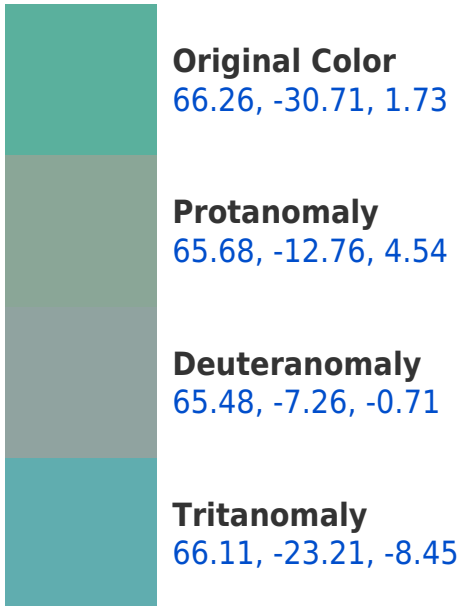 Original Color
66.26, -30.71, 1.73
Protanomaly
65.68, -12.76, 4.54
Deuteranomaly
65.48, -7.26, -0.71
Tritanomaly
66.11, -23.21, -8.45